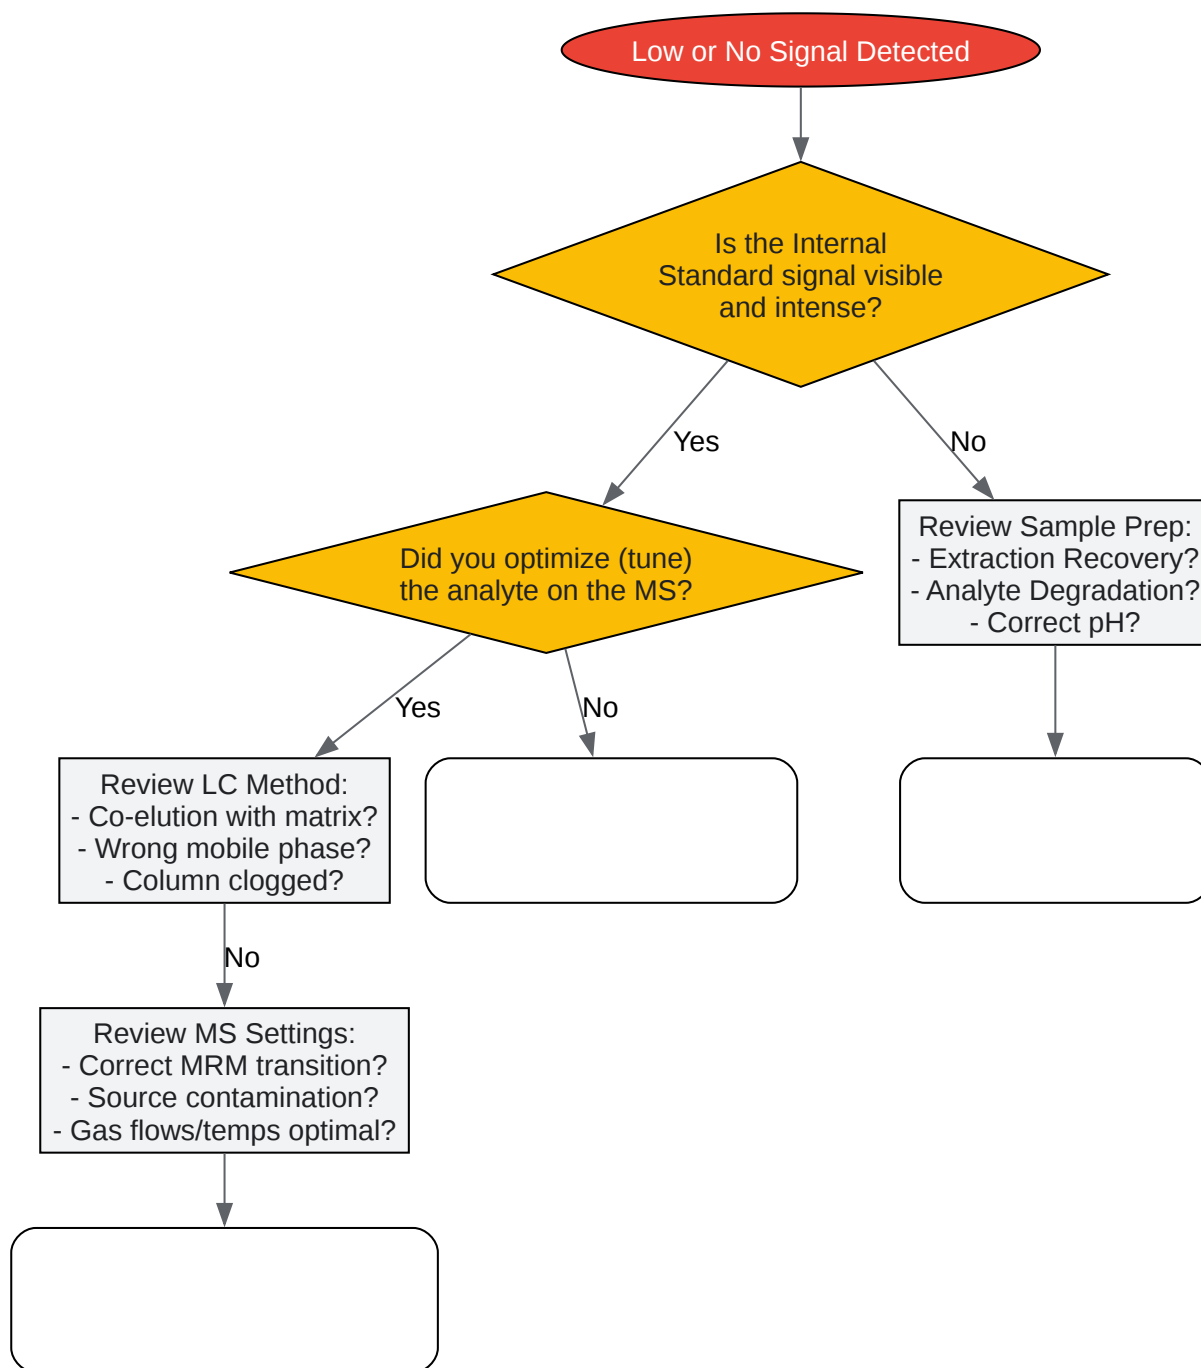 Low or No Signal Detected
Is the Internal
Standard signal visible
and intense?
Yes
No
Did you optimize (tune)
the analyte on the MS?
Review Sample Prep:
- Extraction Recovery?
- Analyte Degradation?
- Correct pH?
Yes
No
Review LC Method:
- Co-elution with matrix?
- Wrong mobile phase?
- Column clogged?
No
Review MS Settings:
- Correct MRM transition?
- Source contamination?
- Gas flows/temps optimal?